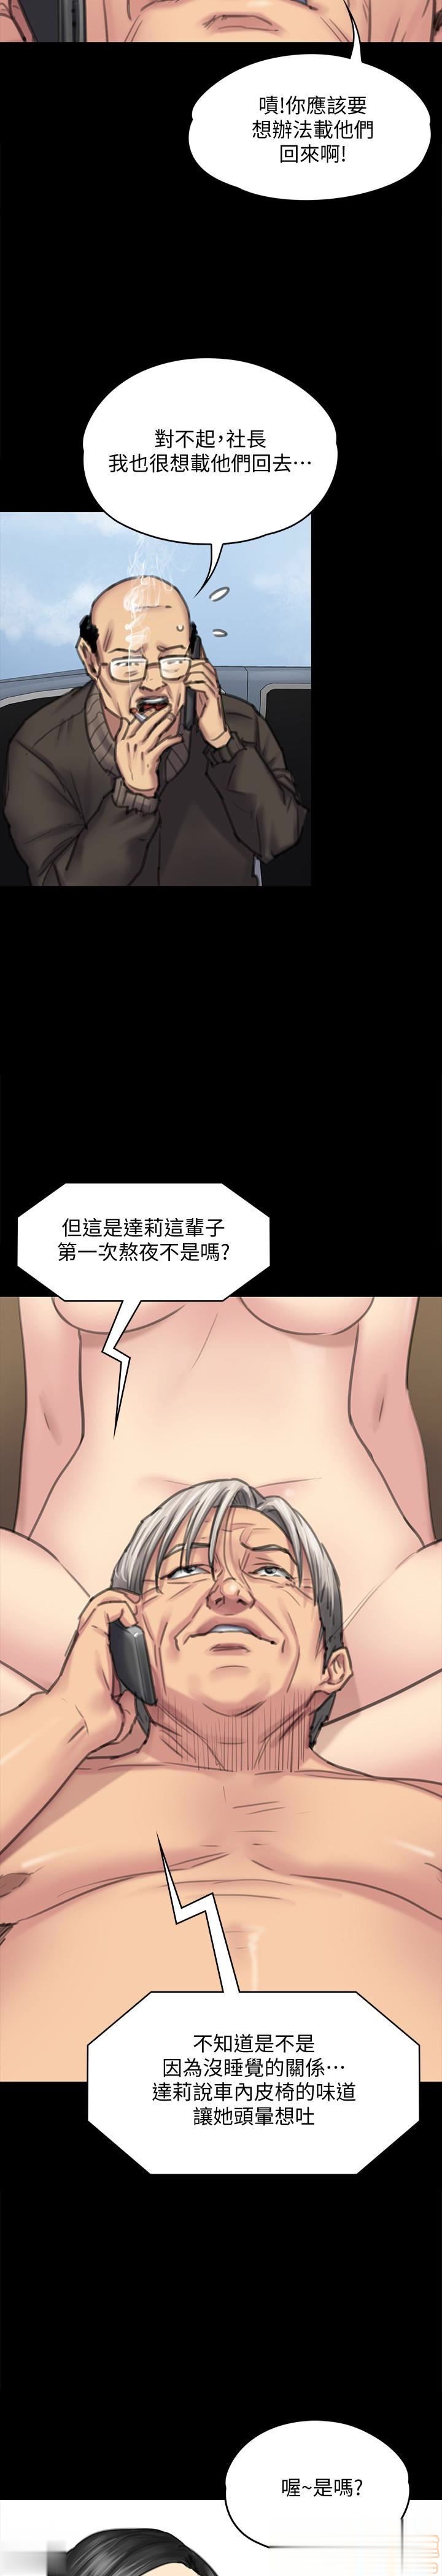 嘖!你應該要
想辦法載他們
回來啊!
對不起,社長
我也很想載他們回去⋯
但這是達莉這輩子
第一次熬夜不是嗎?
不知道是不是
因為沒睡覺的關係⋯
達莉說車內皮椅的味道
讓她頭暈想吐
喔~是嗎?